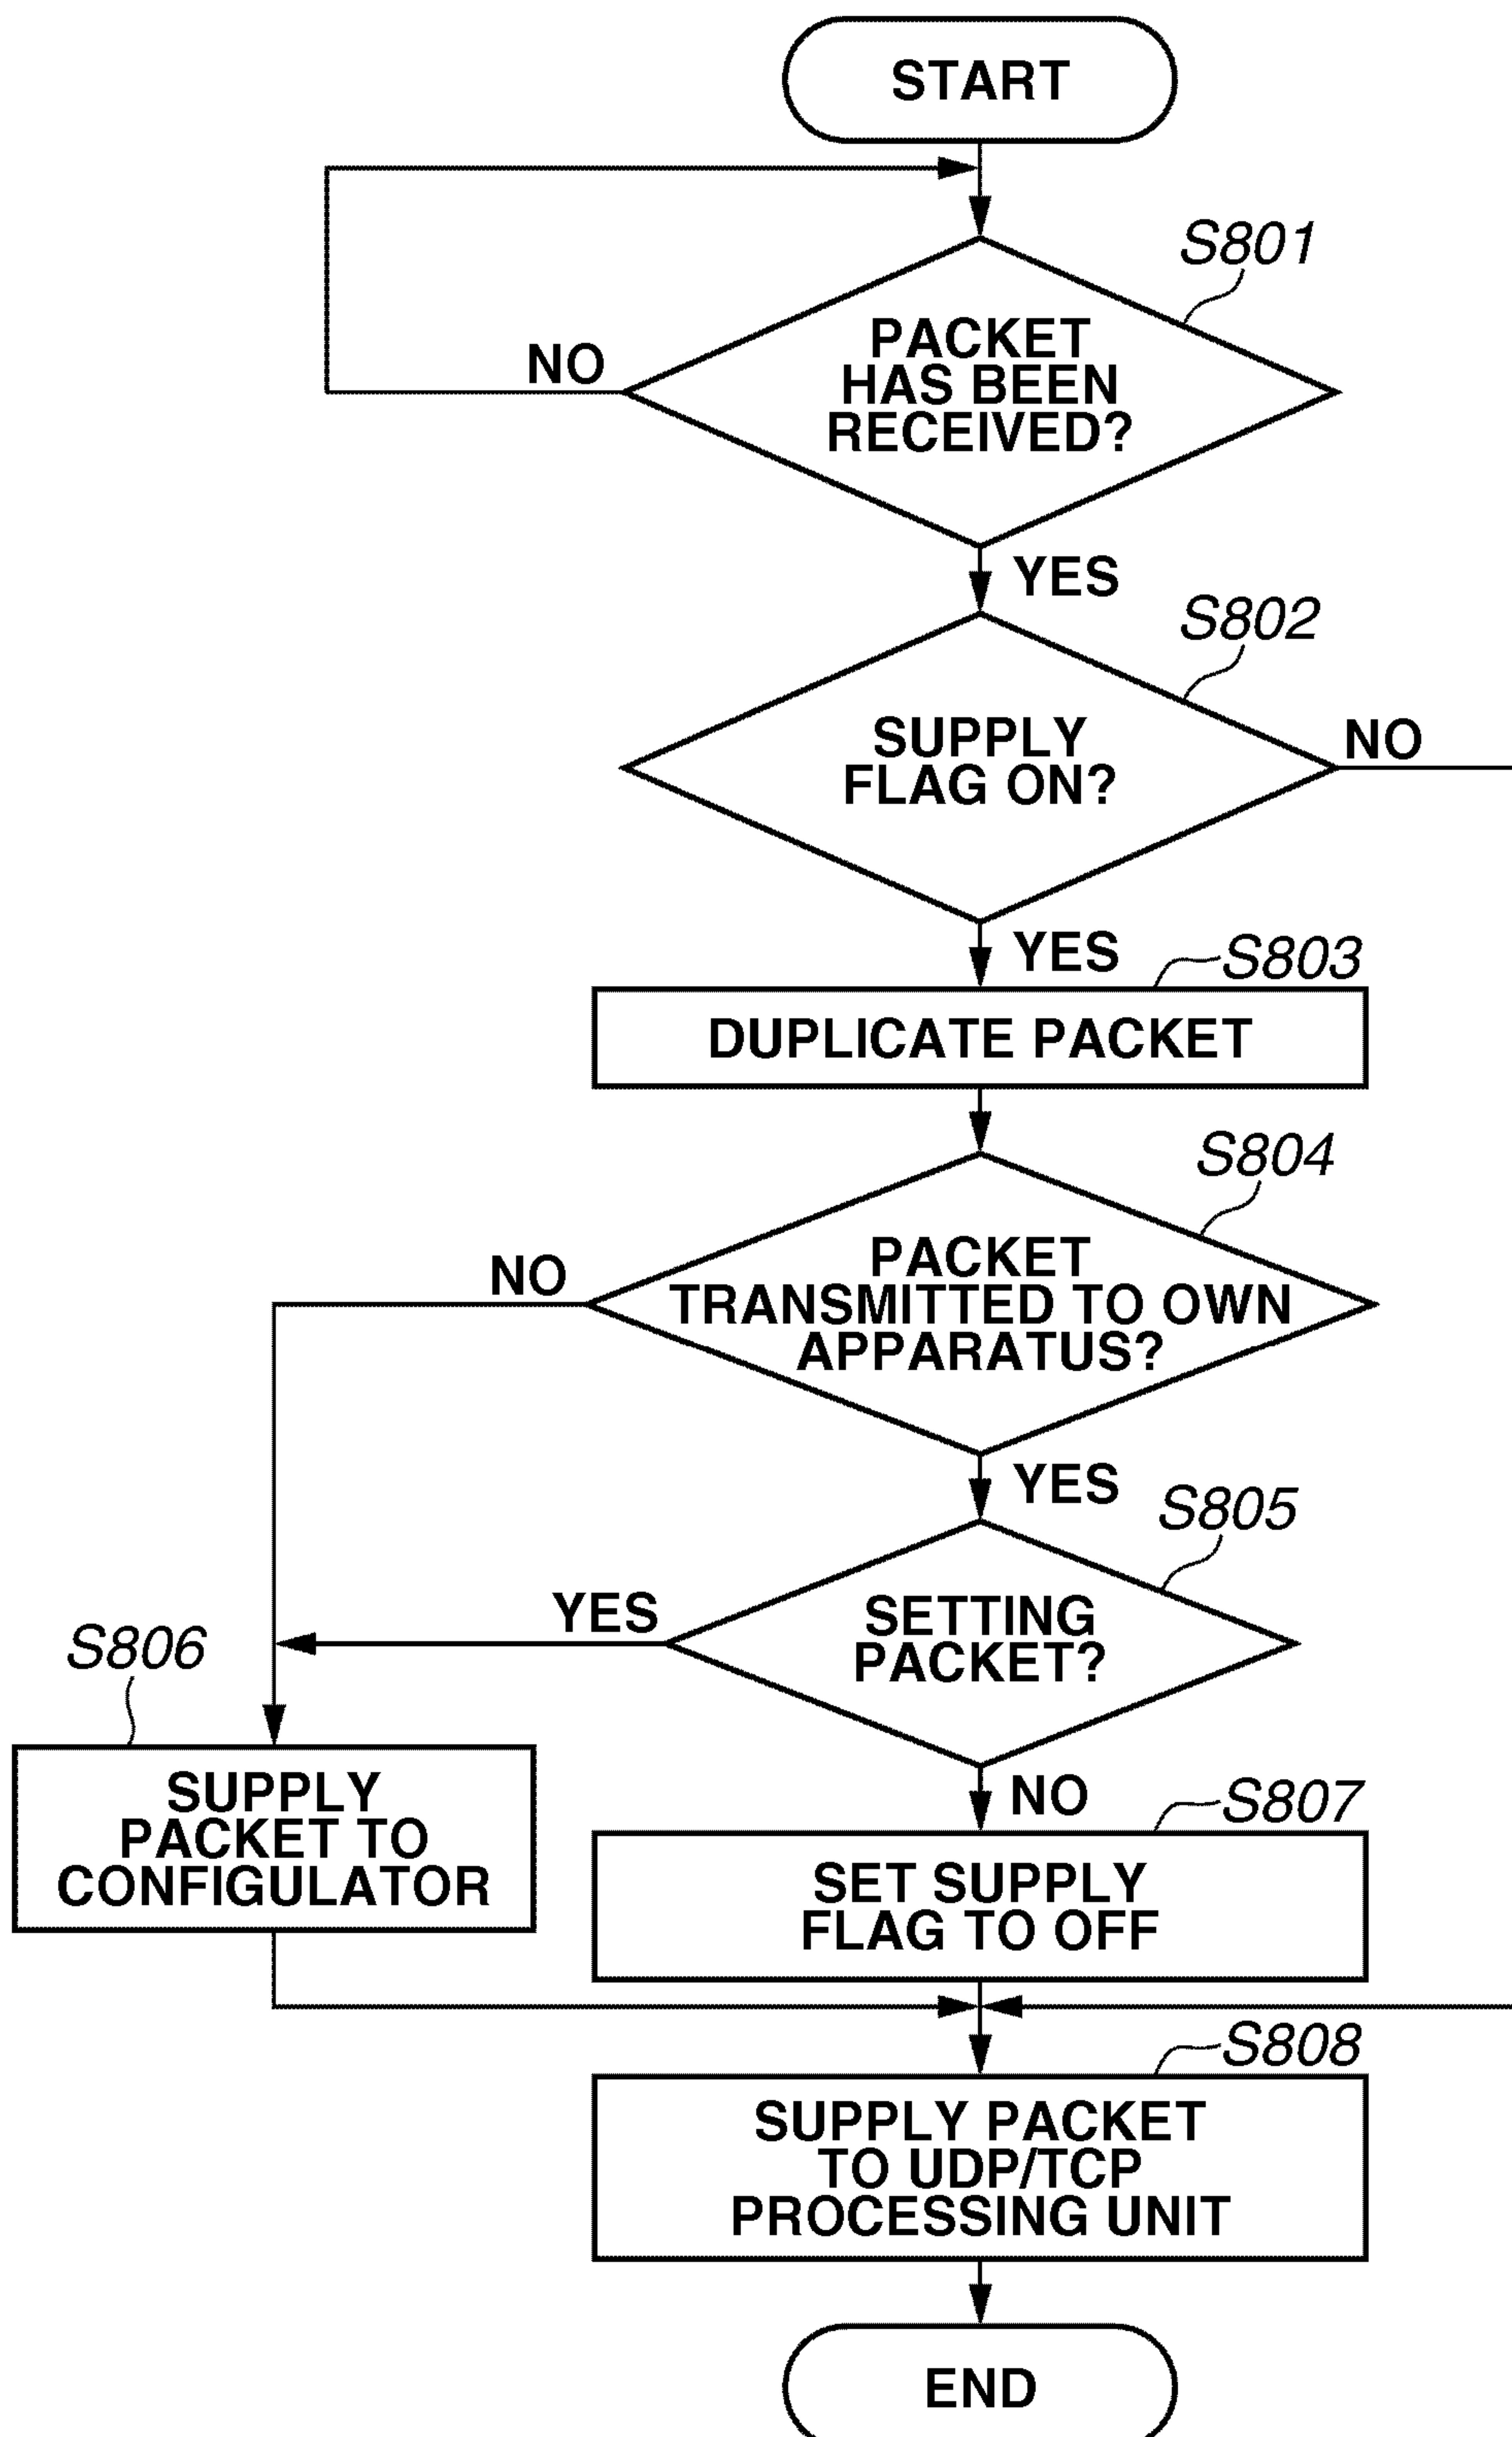 START
S801
PACKET
HAS BEEN
RECEIVED?
NO
YES
S802
SUPPLY
FLAG ON?
NO
YES
S803
DUPLICATE PACKET
S804
PACKET
TRANSMITTED TO OWN
APPARATUS?
NO
YES
S805
SETTING
PACKET?
YES
NO
S806
SUPPLY
PACKET TO
CONFIGULATOR
S807
SET SUPPLY
FLAG TO OFF
S808
SUPPLY PACKET
TO UDP/TCP
PROCESSING UNIT
END